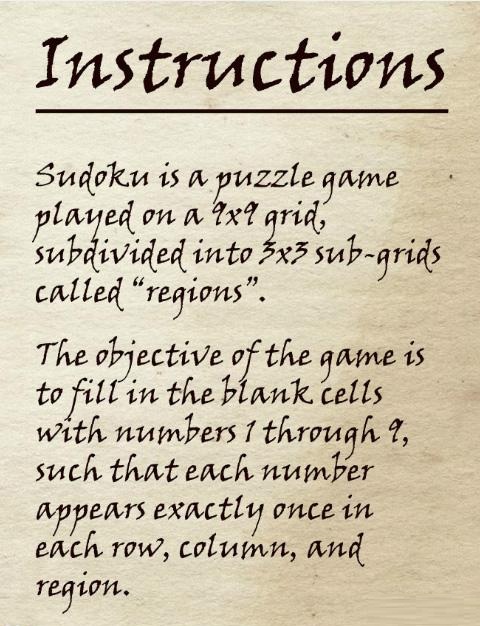 Instructions
Sudoku is a puzzle game
played on a 9x9 grid,
subdivided into 3x3 sub-grids
called “regions”.
The objective of the game is
to fill in the blank cells
with numbers 1 through 9,
such that each number
appears exactly once in
each row, column, and
region.